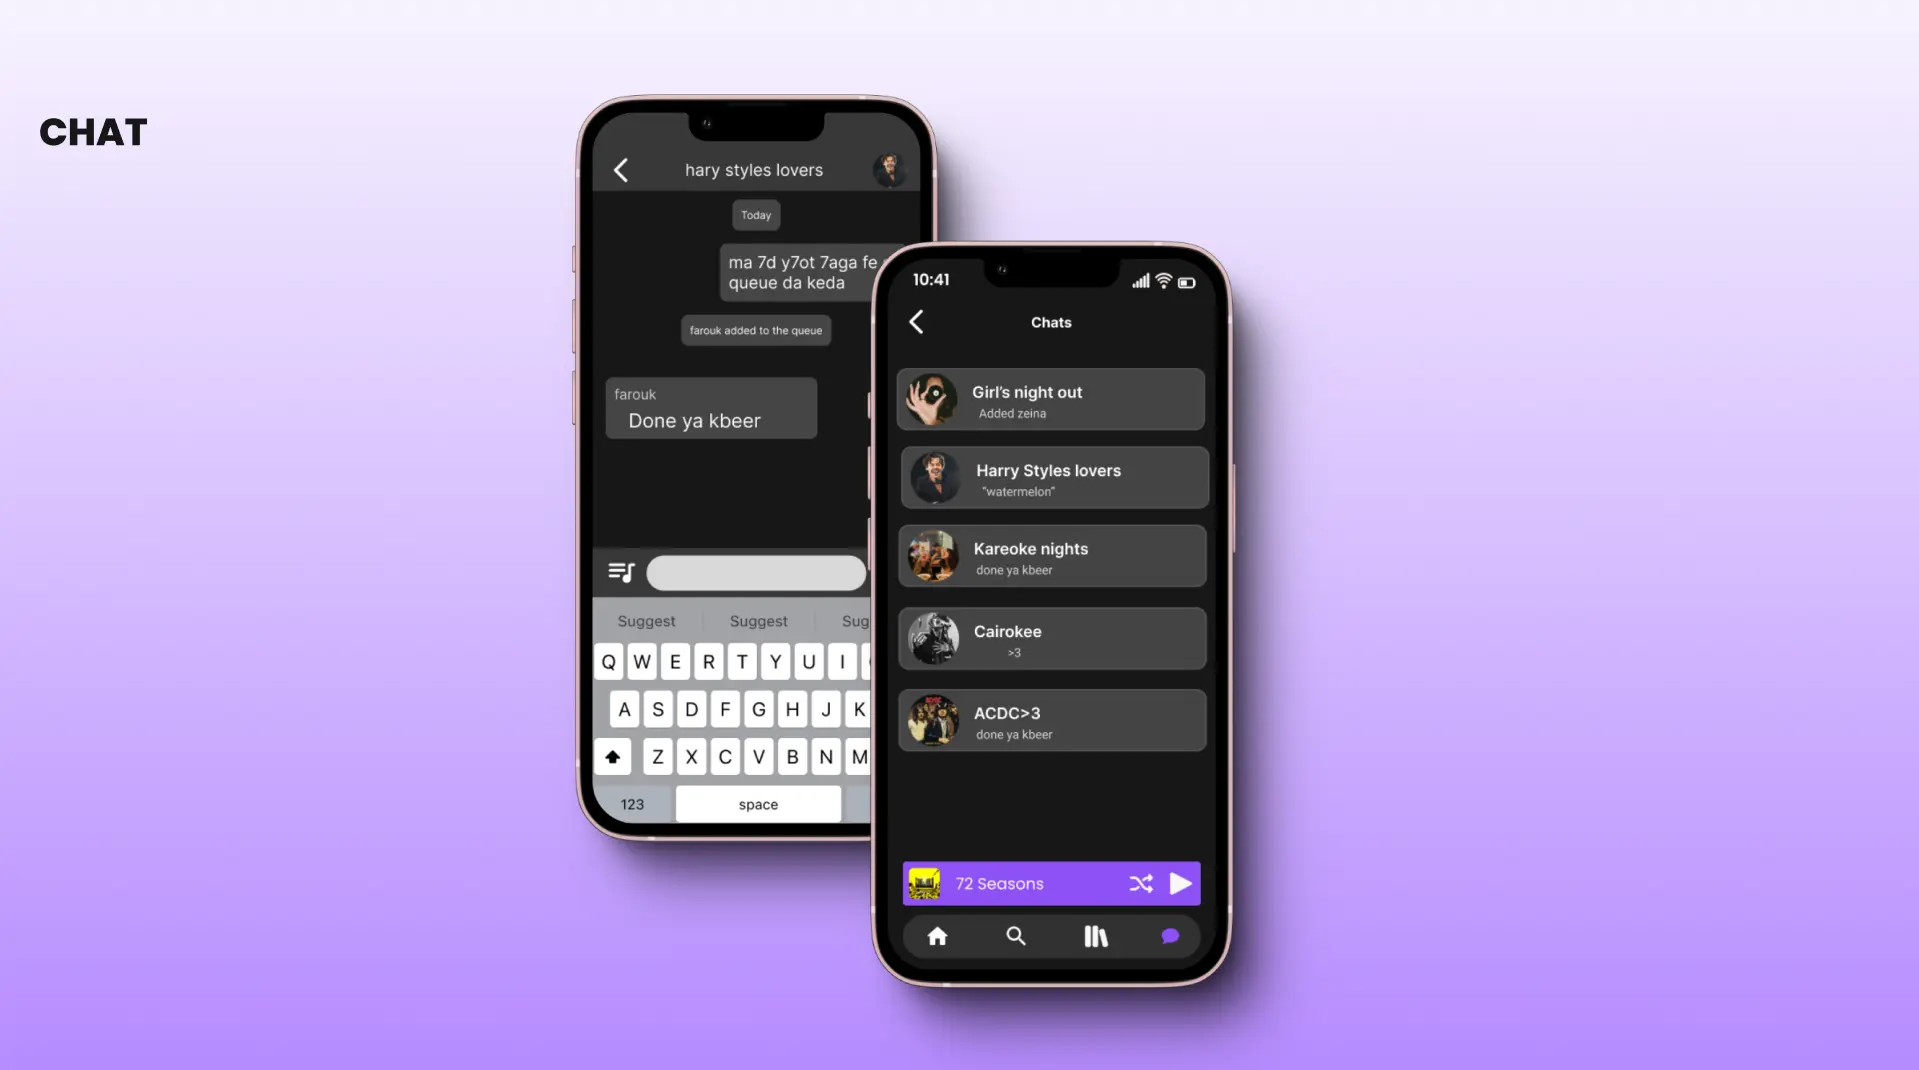 CHAT
hary styles lovers
Today
ma 7d y7ot 7aga fe
queue da keda
farouk added to the queue
farouk
Done ya kbeer
Suggest Suggest Sug
Q W E R T Y U I
A S D F G H J K
Z X C V B N M
123 space
10:41
Chats
Girl's night out
Added zeina
Harry Styles lovers
"watermelon"
Kareoke nights
done ya kbeer
Cairokee
>3
ACDC>3
done ya kbeer
72 Seasons